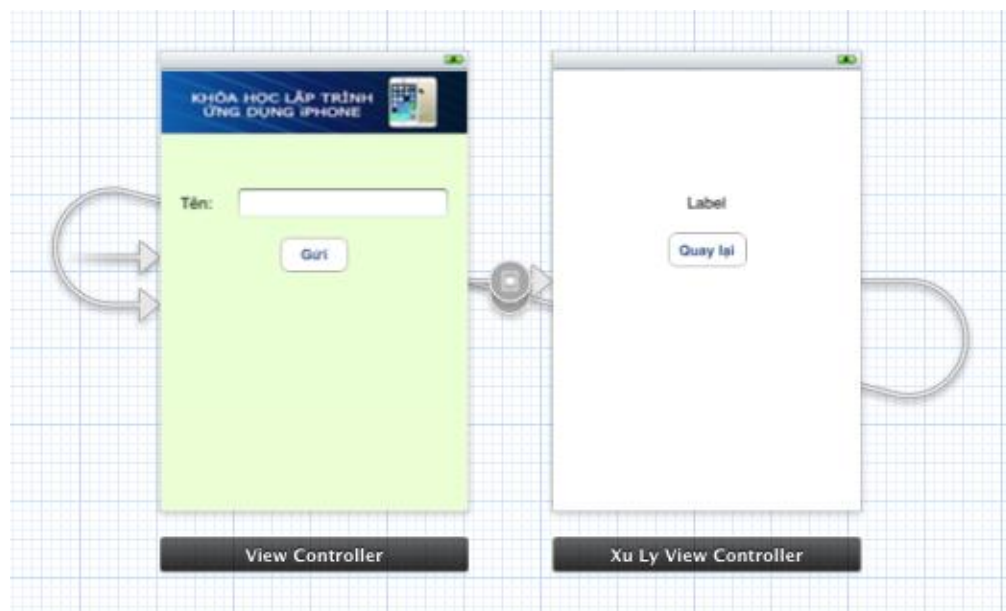 KHÓA HỌC LẬP TRÌNH
ỨNG DỤNG iPHONE
Tên:
Gửi
Label
Quay lại
View Controller
Xu Ly View Controller